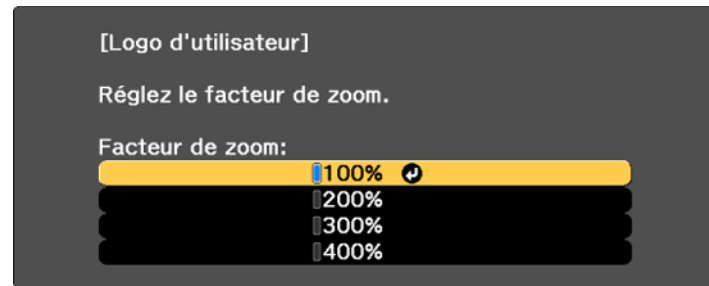 [Logo d'utilisateur]
Réglez le facteur de zoom.
Facteur de zoom:
100%
200%
300%
400%